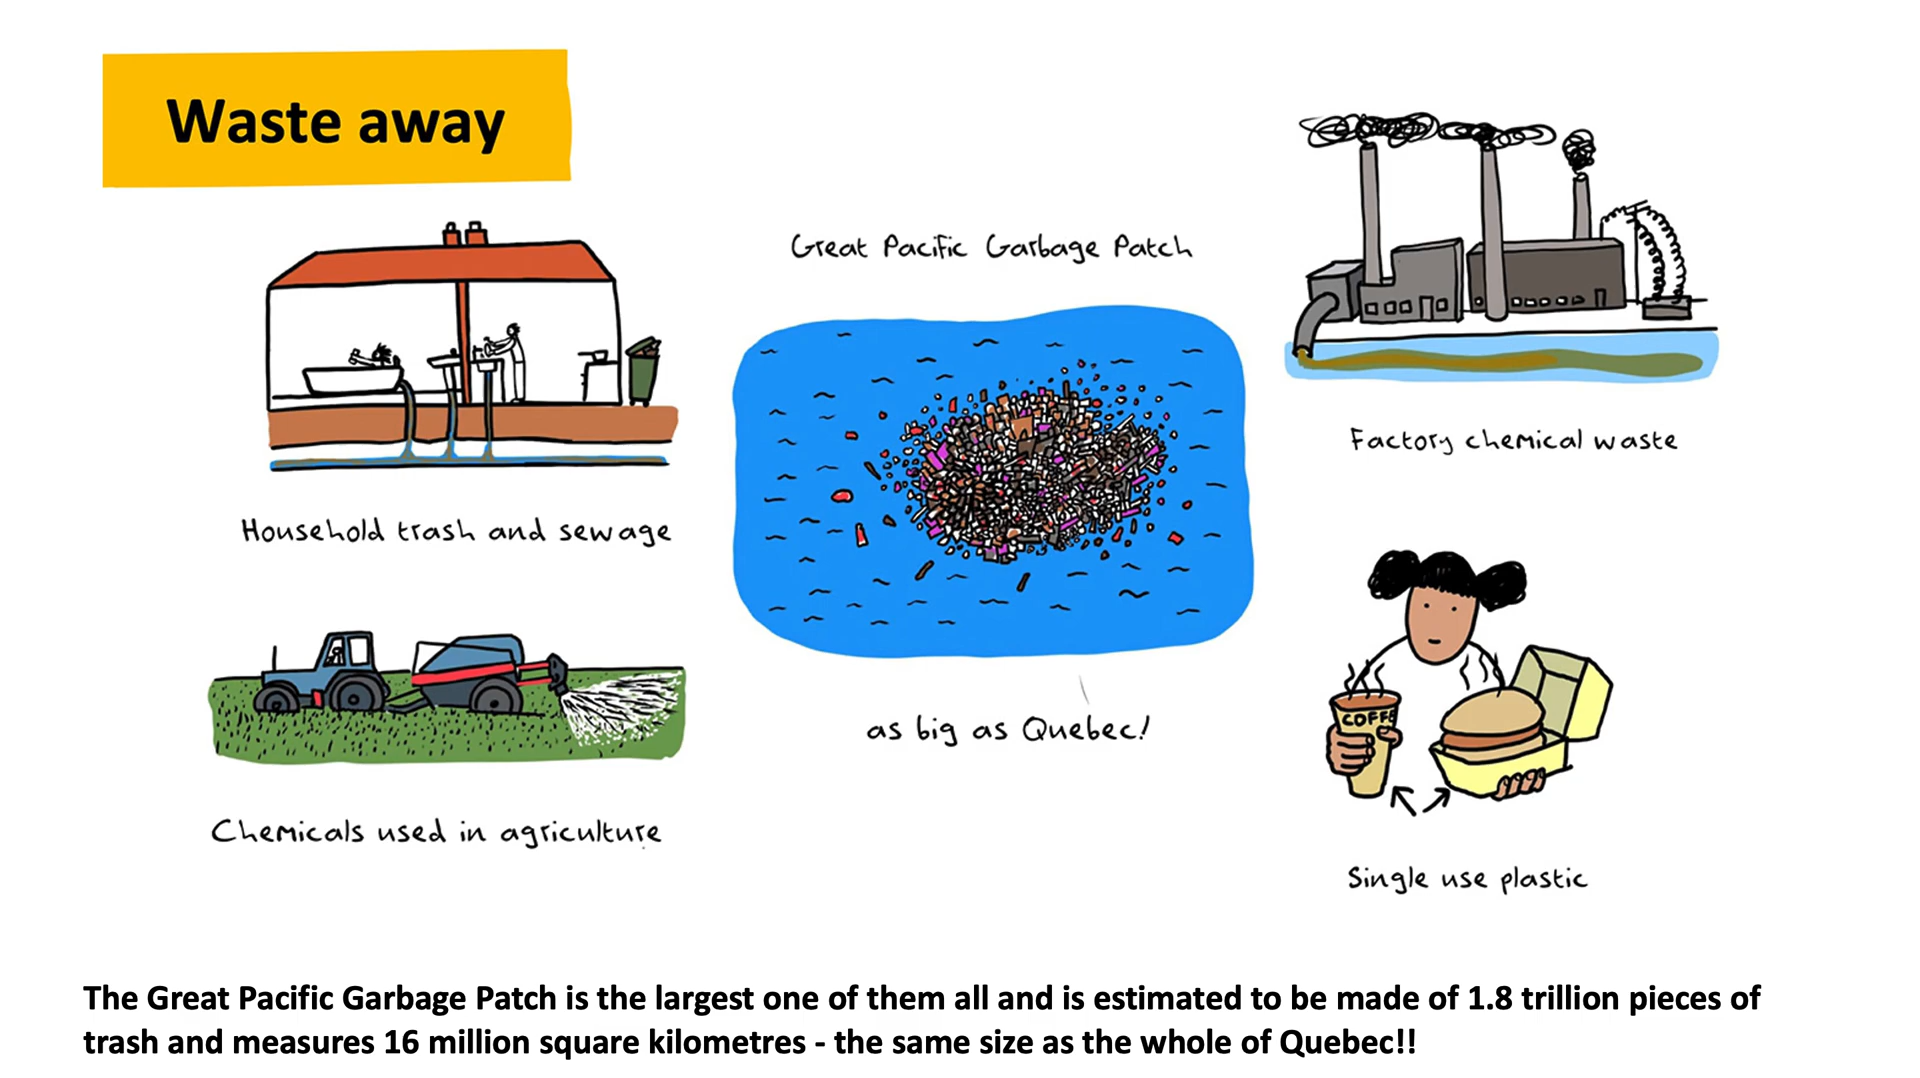 Waste away
Great Pacific Garbage Patch
Household trash and sewage
Factory chemical waste
COFFE
as big as Quebec!
Chemicals used in agriculture
Single use plastic
The Great Pacific Garbage Patch is the largest one of them all and is estimated to be made of 1.8 trillion pieces of
trash and measures 16 million square kilometres - the same size as the whole of Quebec!!